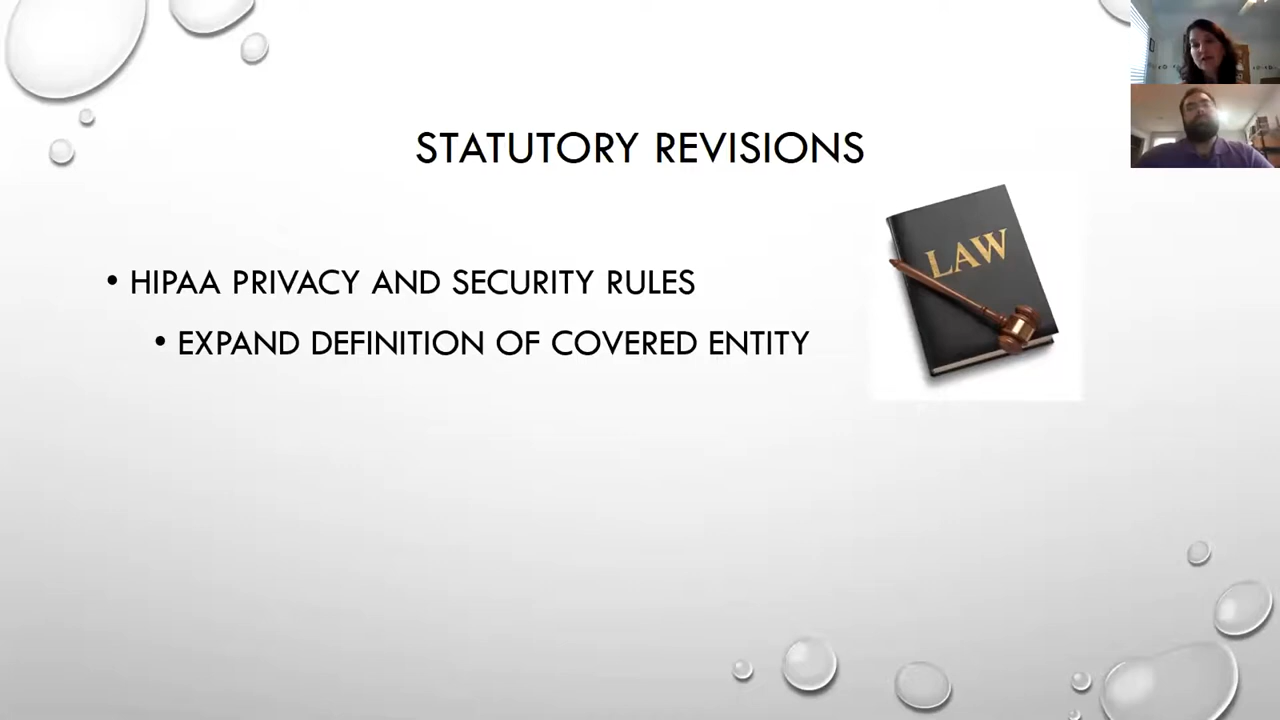 STATUTORY REVISIONS
• HIPAA PRIVACY AND SECURITY RULES
• EXPAND DEFINITION OF COVERED ENTITY
LAW